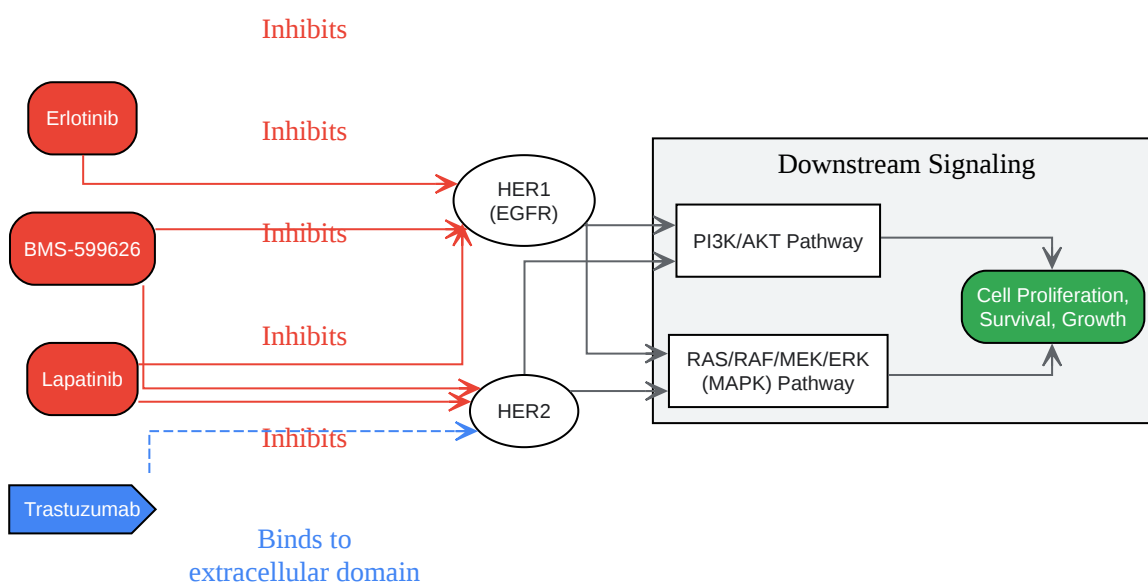 Inhibits
Erlotinib
Inhibits
HER1
(EGFR)
Downstream Signaling
BMS-599626
Inhibits
PI3K/AKT Pathway
Cell Proliferation,
Survival, Growth
Lapatinib
Inhibits
RAS/RAF/MEK/ERK
(MAPK) Pathway
HER2
Inhibits
Trastuzumab
Binds to
extracellular domain